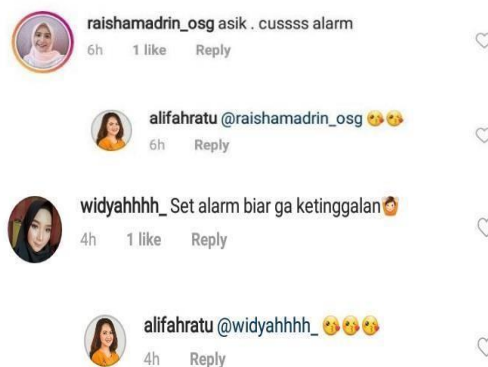 raishamadrin_osg asik . cussss alarm
6h 1 like Reply
alifahratu @raishamadrin_osg 😘😘
6h Reply
widyahhhh_ Set alarm biar ga ketinggalan🙆
4h 1 like Reply
alifahratu @widyahhhh_ 😘😘😘
4h Reply